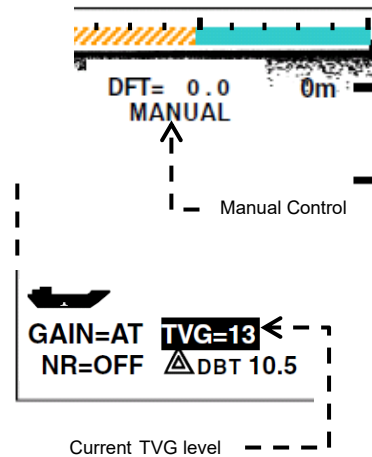 DFT= 0.0 0m
MANUAL
Manual Control
GAIN=AT TVG=13
NR=OFF DBT 10.5
Current TVG level